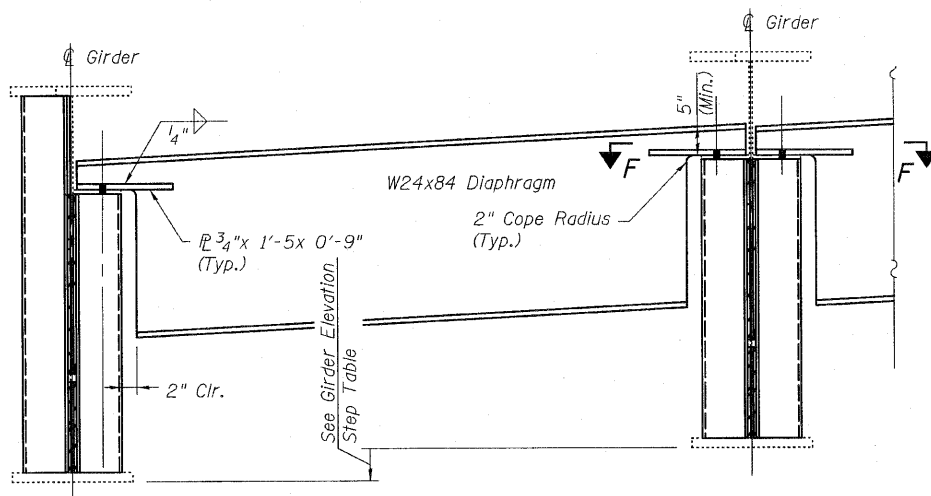 ℄ Girder
℄ Girder
1/4"
5"
(Min.)
F
F
W24x84 Diaphragm
2" Cope Radius
(Typ.)
℄ 3/4"x 1'-5x 0'-9"
(Typ.)
See Girder Elevation
Step Table
2" Clr.